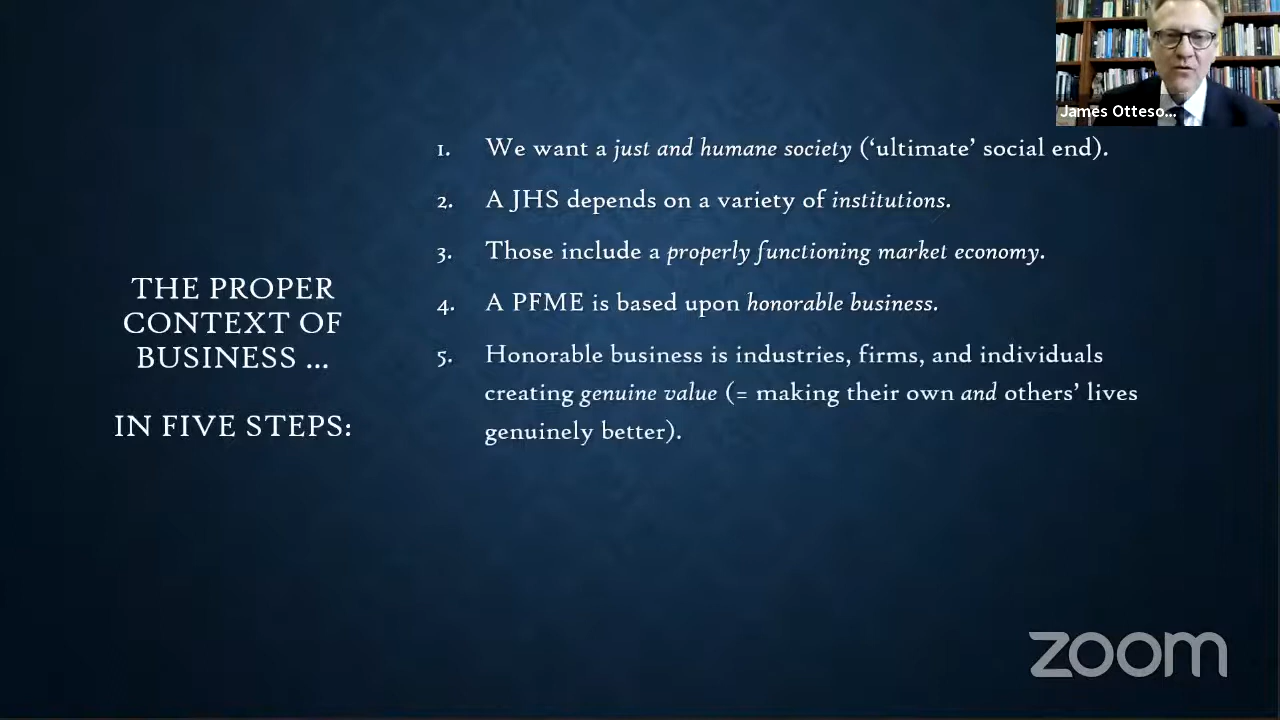 James Otteso...
THE PROPER
CONTEXT OF
BUSINESS ...
IN FIVE STEPS:
1. We want a just and humane society (‘ultimate’ social end).
2. A JHS depends on a variety of institutions.
3. Those include a properly functioning market economy.
4. A PFME is based upon honorable business.
5. Honorable business is industries, firms, and individuals
creating genuine value (= making their own and others’ lives
genuinely better).
zoom